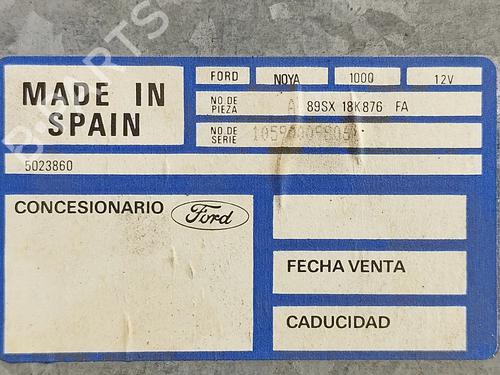 MADE IN
SPAIN
FORD NOYA 1000 12V
NO. DE
PIEZA A 89SX 18K876 FA
NO. DE
SERIE
5023860
CONCESIONARIO Ford
FECHA VENTA
CADUCIDAD